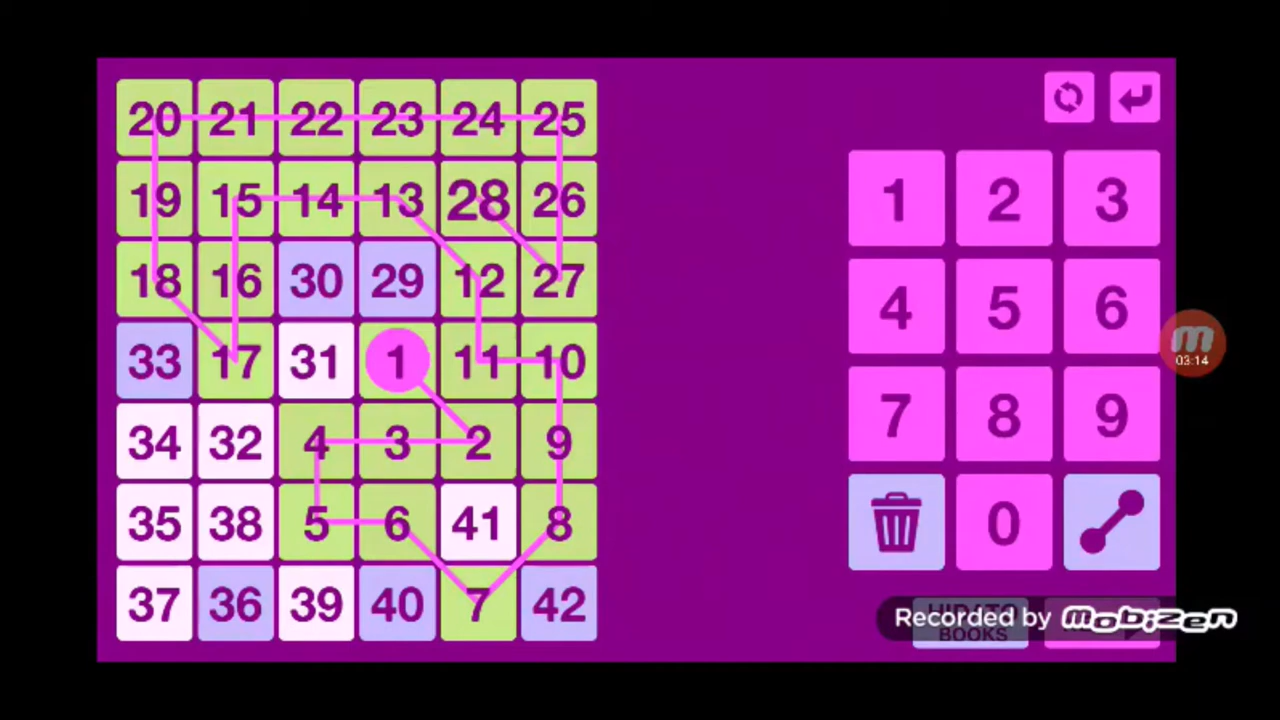 20 21 22 23 24 25
19 15 14 13 28 26
18 16 30 29 12 27
33 17 31 1 11 10
34 32 4 3 2 9
35 38 5 6 41 8
37 36 39 40 7 42
1 2 3
4 5 6
7 8 9
0
m
03:14
Recorded by mobizen
BOOKS